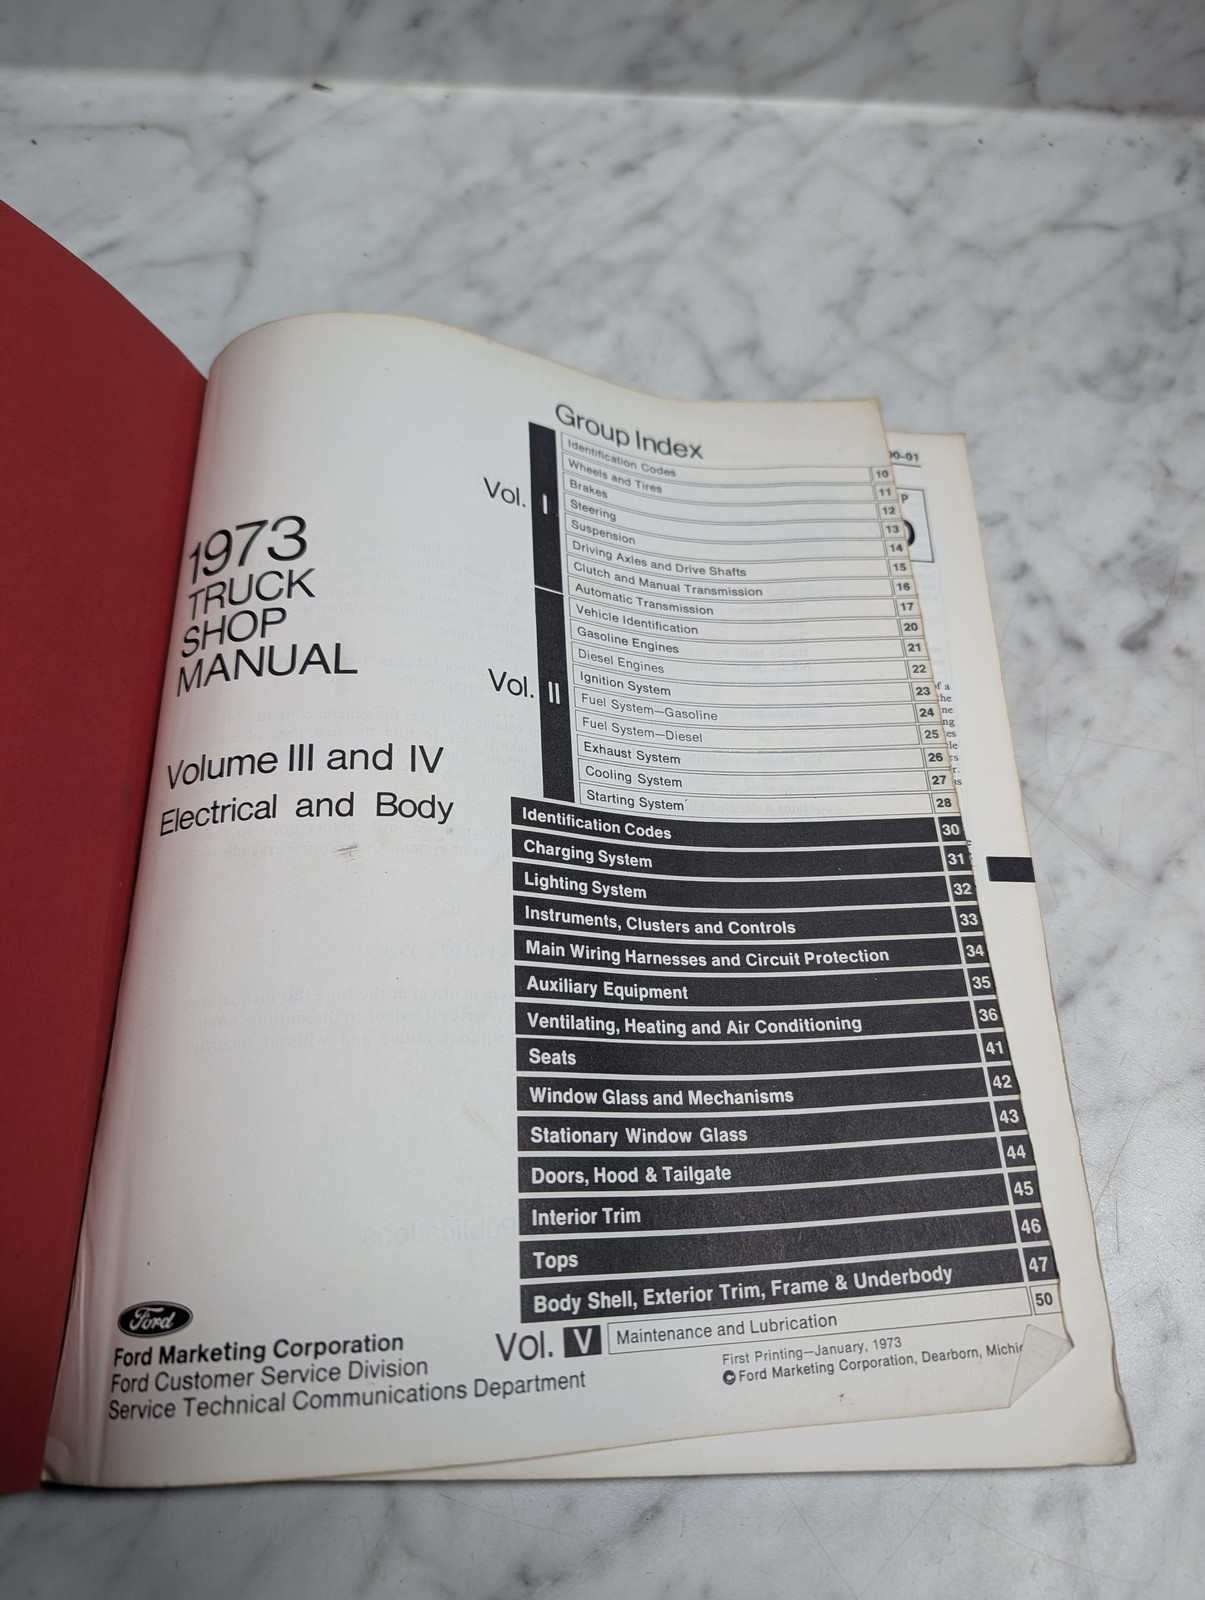 1973
TRUCK
SHOP
MANUAL
Volume III and IV
Electrical and Body
Group Index
Vol. I
Identification Codes 10
Wheels and Tires 11
Brakes 12
Steering 13
Suspension 14
Driving Axles and Drive Shafts 15
Clutch and Manual Transmission 16
Automatic Transmission 17
Vol. II
Vehicle Identification 20
Gasoline Engines 21
Diesel Engines 22
Ignition System 23
Fuel System—Gasoline 24
Fuel System—Diesel 25
Exhaust System 26
Cooling System 27
Starting System 28
Identification Codes 30
Charging System 31
Lighting System 32
Instruments, Clusters and Controls 33
Main Wiring Harnesses and Circuit Protection 34
Auxiliary Equipment 35
Ventilating, Heating and Air Conditioning 36
Seats 41
Window Glass and Mechanisms 42
Stationary Window Glass 43
Doors, Hood & Tailgate 44
Interior Trim 45
Tops 46
Body Shell, Exterior Trim, Frame & Underbody 47
Vol. V Maintenance and Lubrication 50
First Printing—January, 1973
© Ford Marketing Corporation, Dearborn, Michi
Ford
Ford Marketing Corporation
Ford Customer Service Division
Service Technical Communications Department